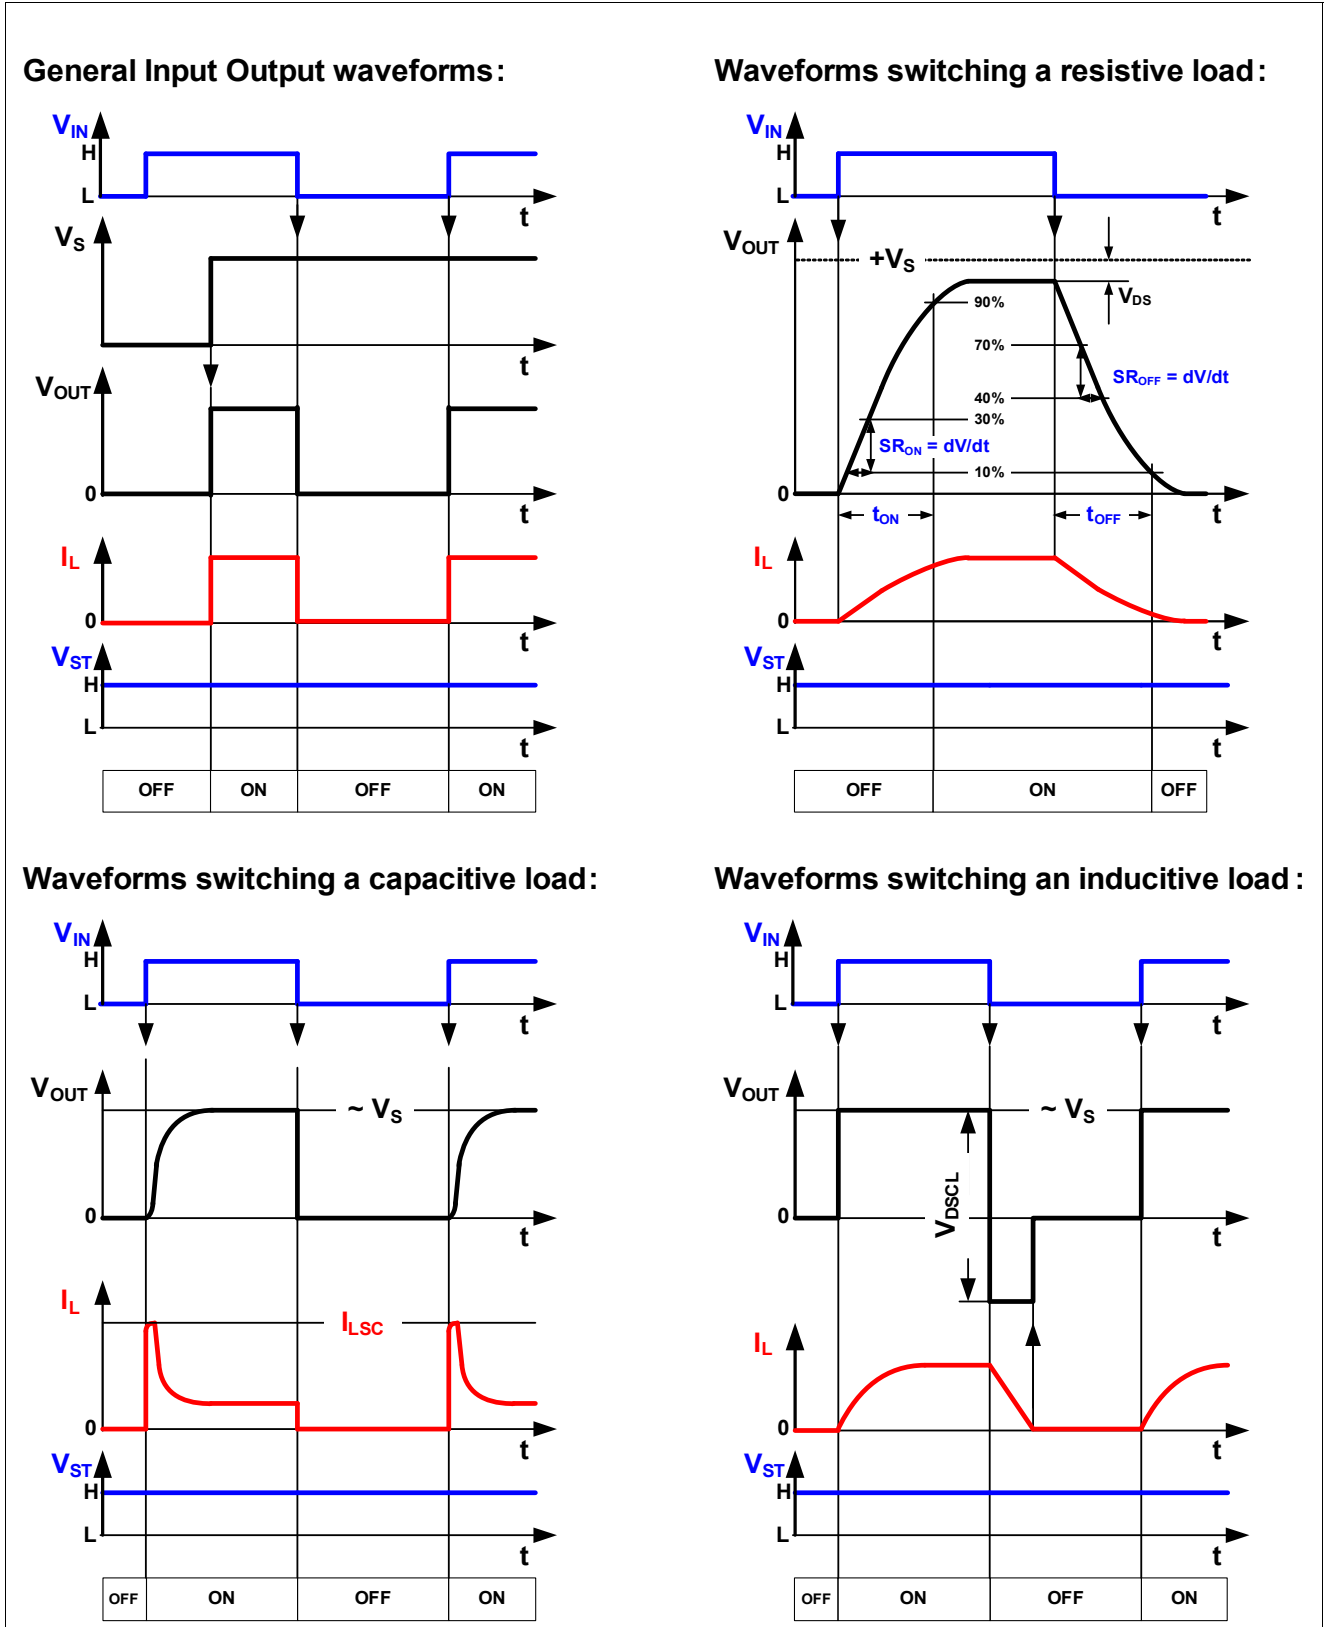 General Input Output waveforms:
VIN
H
L
t
VS
t
VOUT
0
t
IL
0
t
VST
H
L
t
OFF ON OFF ON
Waveforms switching a resistive load:
VIN
H
L
t
VOUT
+VS
VDS
90%
70%
SROFF = dV/dt
40%
30%
SRON = dV/dt
10%
0
tON
tOFF
t
IL
0
t
VST
H
L
t
OFF ON OFF
Waveforms switching a capacitive load:
VIN
H
L
t
VOUT
~ VS
0
t
IL
ILSC
0
t
VST
H
L
t
OFF ON OFF ON
Waveforms switching an inducitive load:
VIN
H
L
t
VOUT
~ VS
VDSCL
0
t
IL
0
t
VST
H
L
t
OFF ON OFF ON